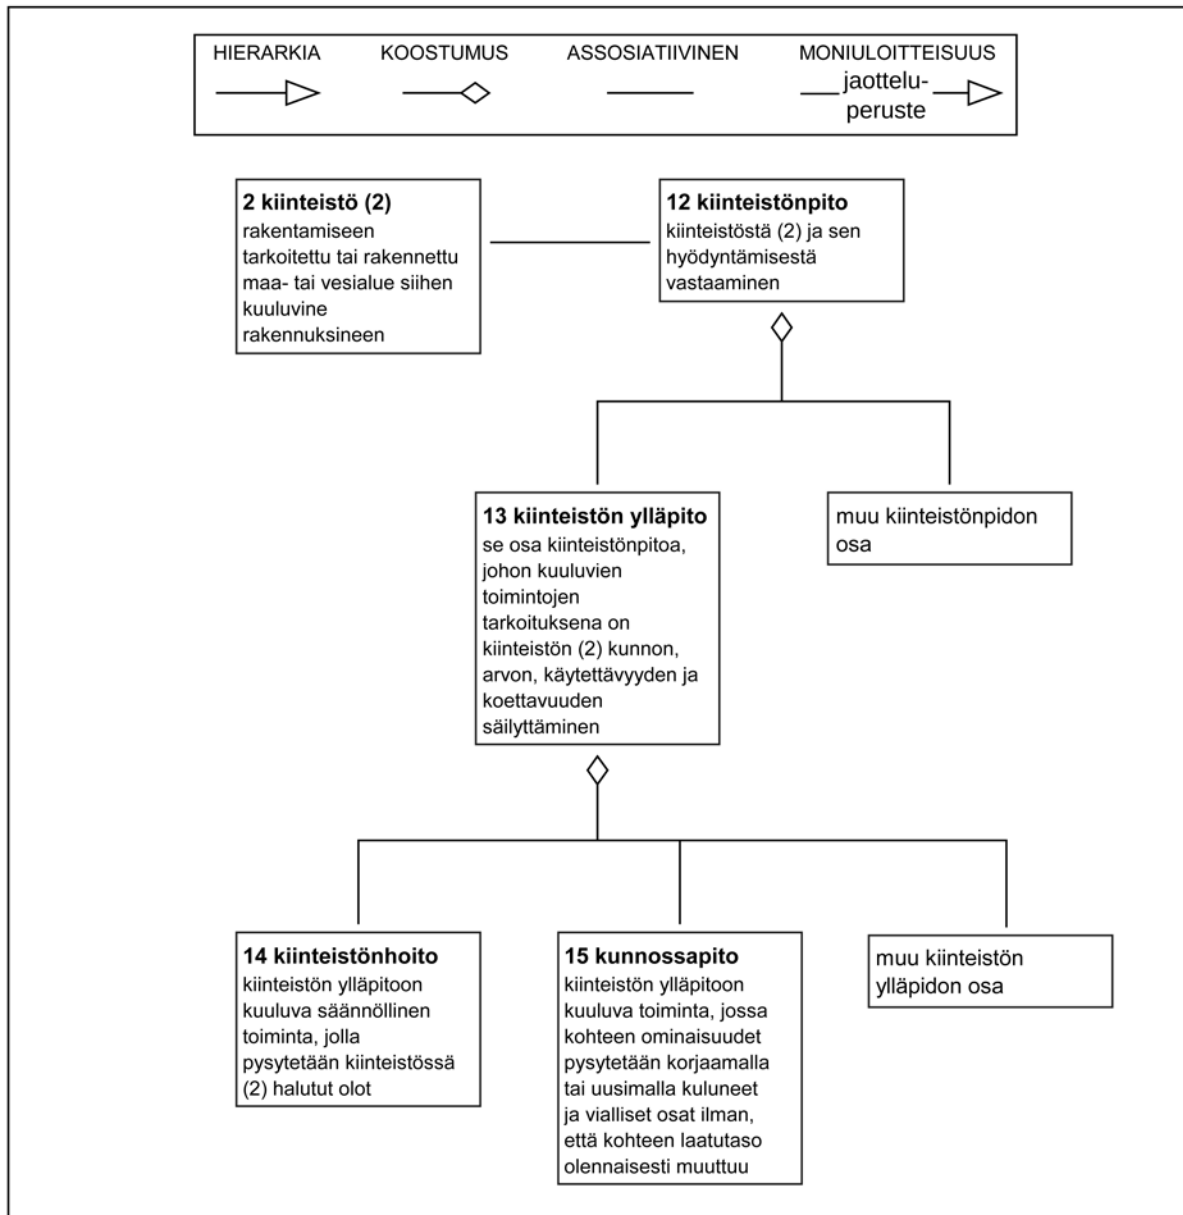 HIERARKIA
KOOSTUMUS
ASSOSIATIIVINEN
MONIULOITTEISUUS
jaottelu-
peruste
2 kiinteistö (2)
rakentamiseen
tarkoitettu tai rakennettu
maa- tai vesialue siihen
kuuluvine
rakennuksineen
12 kiinteistönpito
kiinteistöstä (2) ja sen
hyödyntämisestä
vastaaminen
13 kiinteistön ylläpito
se osa kiinteistönpitoa,
johon kuuluvien
toimintojen
tarkoituksena on
kiinteistön (2) kunnon,
arvon, käytettävyyden ja
koettavuuden
säilyttäminen
muu kiinteistönpidon
osa
14 kiinteistönhoito
kiinteistön ylläpitoon
kuuluva säännöllinen
toiminta, jolla
pysytetään kiinteistössä
(2) halutut olot
15 kunnossapito
kiinteistön ylläpitoon
kuuluva toiminta, jossa
kohteen ominaisuudet
pysytetään korjaamalla
tai uusimalla kuluneet
ja vialliset osat ilman,
että kohteen laatutaso
olennaisesti muuttuu
muu kiinteistön
ylläpidon osa